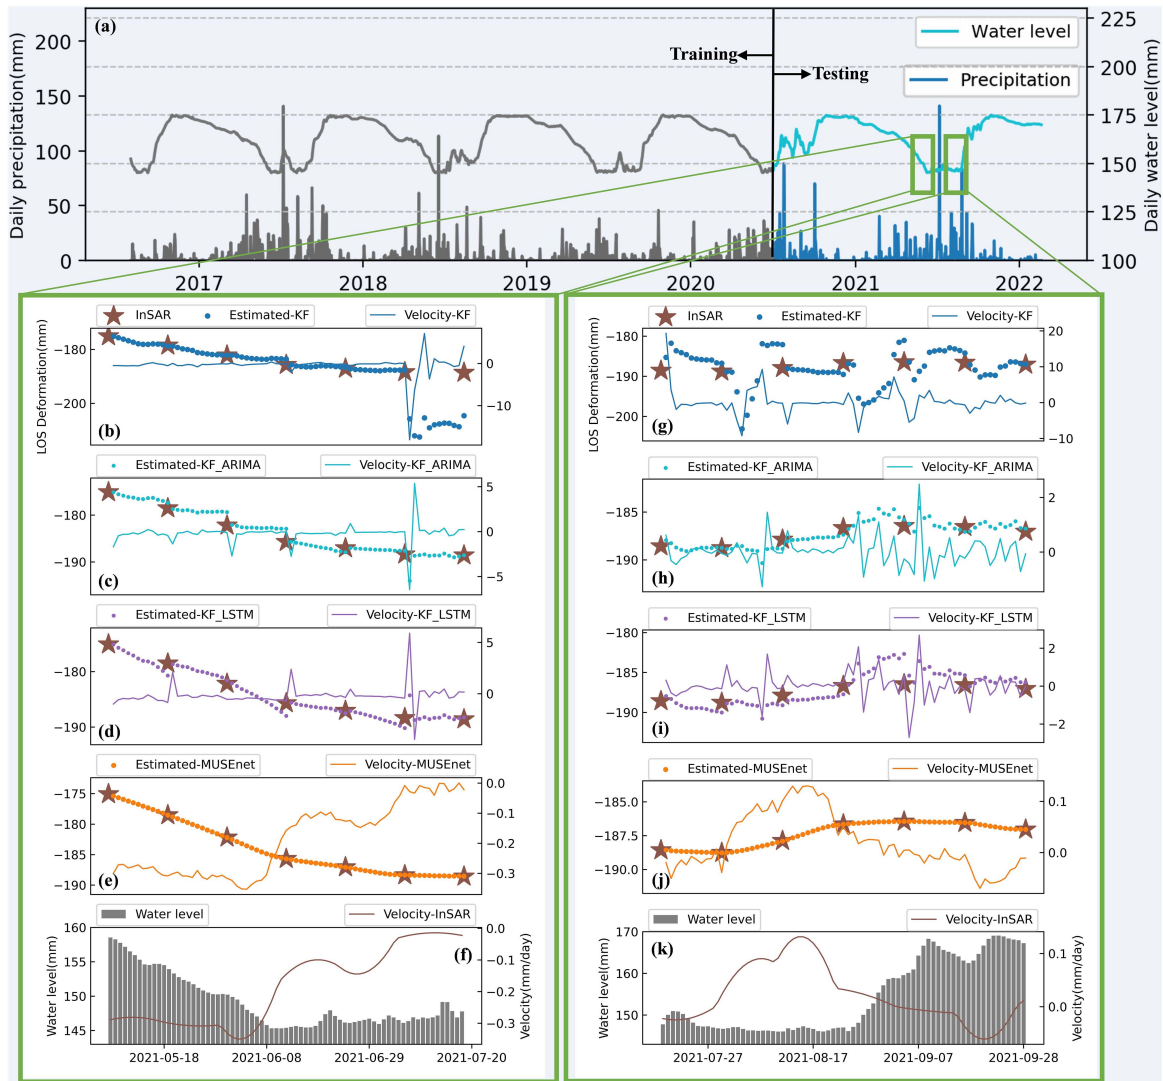 (a)
Daily precipitation(mm)
200
150
100
50
0
Training
Testing
Water level
Precipitation
225
200
175
150
125
100
Daily water level(mm)
2017
2018
2019
2020
2021
2022
InSAR
Estimated-KF
Velocity-KF
LOS Deformation(mm)
−180
−200
0
−10
(b)
Estimated-KF_ARIMA
Velocity-KF_ARIMA
−180
−190
5
0
−5
(c)
Estimated-KF_LSTM
Velocity-KF_LSTM
−180
−190
5
0
(d)
Estimated-MUSEnet
Velocity-MUSEnet
−175
−180
−185
−190
0.0
−0.1
−0.2
−0.3
(e)
Water level
Velocity-InSAR
Water level(mm)
160
155
150
145
0.0
−0.1
−0.2
−0.3
Velocity(mm/day)
(f)
2021-05-18
2021-06-08
2021-06-29
2021-07-20
InSAR
Estimated-KF
Velocity-KF
LOS Deformation(mm)
−180
−190
−200
20
10
0
−10
(g)
Estimated-KF_ARIMA
Velocity-KF_ARIMA
−185
−190
2
0
(h)
Estimated-KF_LSTM
Velocity-KF_LSTM
−180
−185
−190
2
0
−2
(i)
Estimated-MUSEnet
Velocity-MUSEnet
−185.0
−187.5
−190.0
0.1
0.0
(j)
Water level
Velocity-InSAR
Water level(mm)
170
160
150
0.1
0.0
Velocity(mm/day)
(k)
2021-07-27
2021-08-17
2021-09-07
2021-09-28